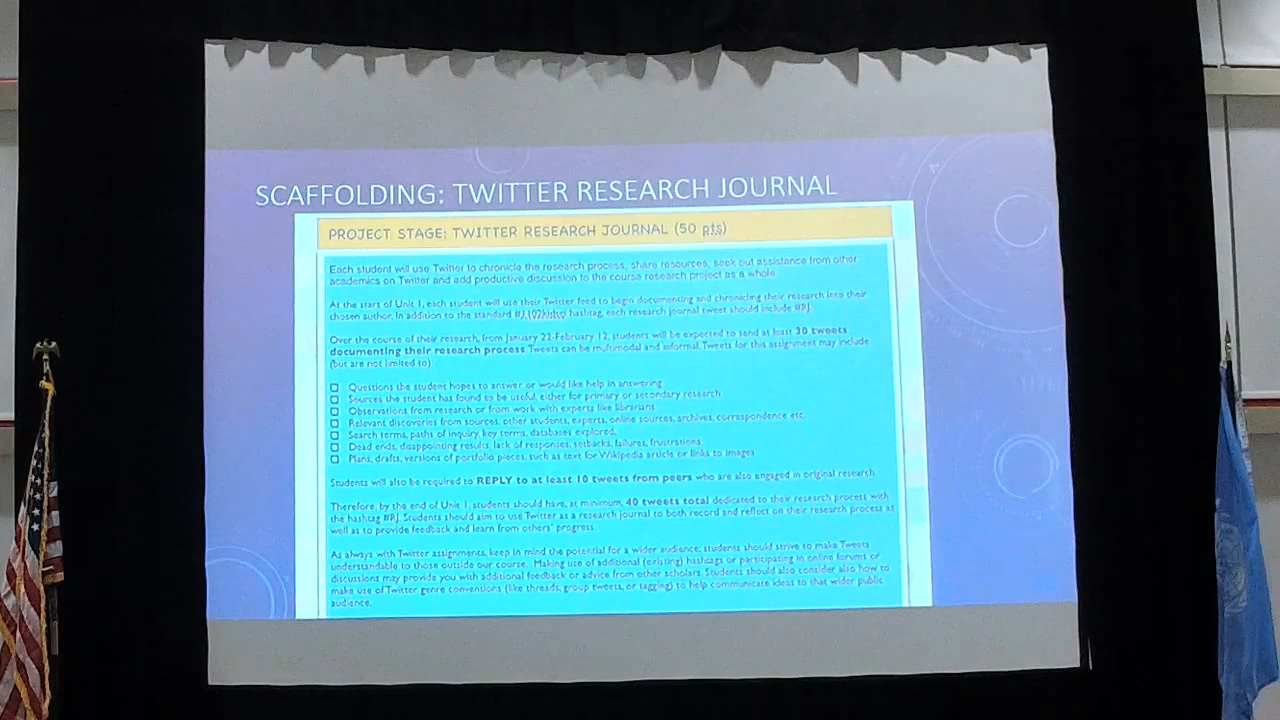 SCAFFOLDING: TWITTER RESEARCH JOURNAL
PROJECT STAGE: TWITTER RESEARCH JOURNAL (50 pts)
Each student will use Twitter to chronicle the research process, share resources, seek out assistance from other
academics on Twitter and add productive discussion to the course research project as a whole.
At the start of Unit 1, each student will use their Twitter feed to begin documenting and chronicling their research into their
chosen author. In addition to the standard hashtag, each research journal tweet should include #RJ.
Over the course of their research, from January 22-February 12, students will be expected to send at least 30 tweets
documenting their research process. Tweets can be multimodal and informal. Tweets for this assignment may include
(but are not limited to):
Questions the student hopes to answer or would like help in answering
Sources the student has found to be useful, either for primary or secondary research
Observations from research or from work with experts like librarians
Relevant discoveries from sources, other students, experts, online sources, archives, correspondence etc.
Search terms, paths of inquiry, key terms, databases explored,
Dead ends, disappointing results, lack of responses, setbacks, failures, frustrations
Plans, drafts, versions of portfolio pieces, such as text for Wikipedia article or links to images
Students will also be required to REPLY to at least 10 tweets from peers who are also engaged in original research.
Therefore, by the end of Unit 1, students should have, at minimum, 40 tweets total dedicated to their research process with
the hashtag #RJ. Students should aim to use Twitter as a research journal to both record and reflect on their research process as
well as to provide feedback and learn from others' progress.
As always with Twitter assignments, keep in mind the potential for a wider audience; students should strive to make Tweets
understandable to those outside our course. Making use of additional (existing) hashtags or participating in online forums or
discussions may provide you with additional feedback or advice from other scholars. Students should also consider also how to
make use of Twitter genre conventions (like threads, group tweets, or tagging) to help communicate ideas to that wider public
audience.